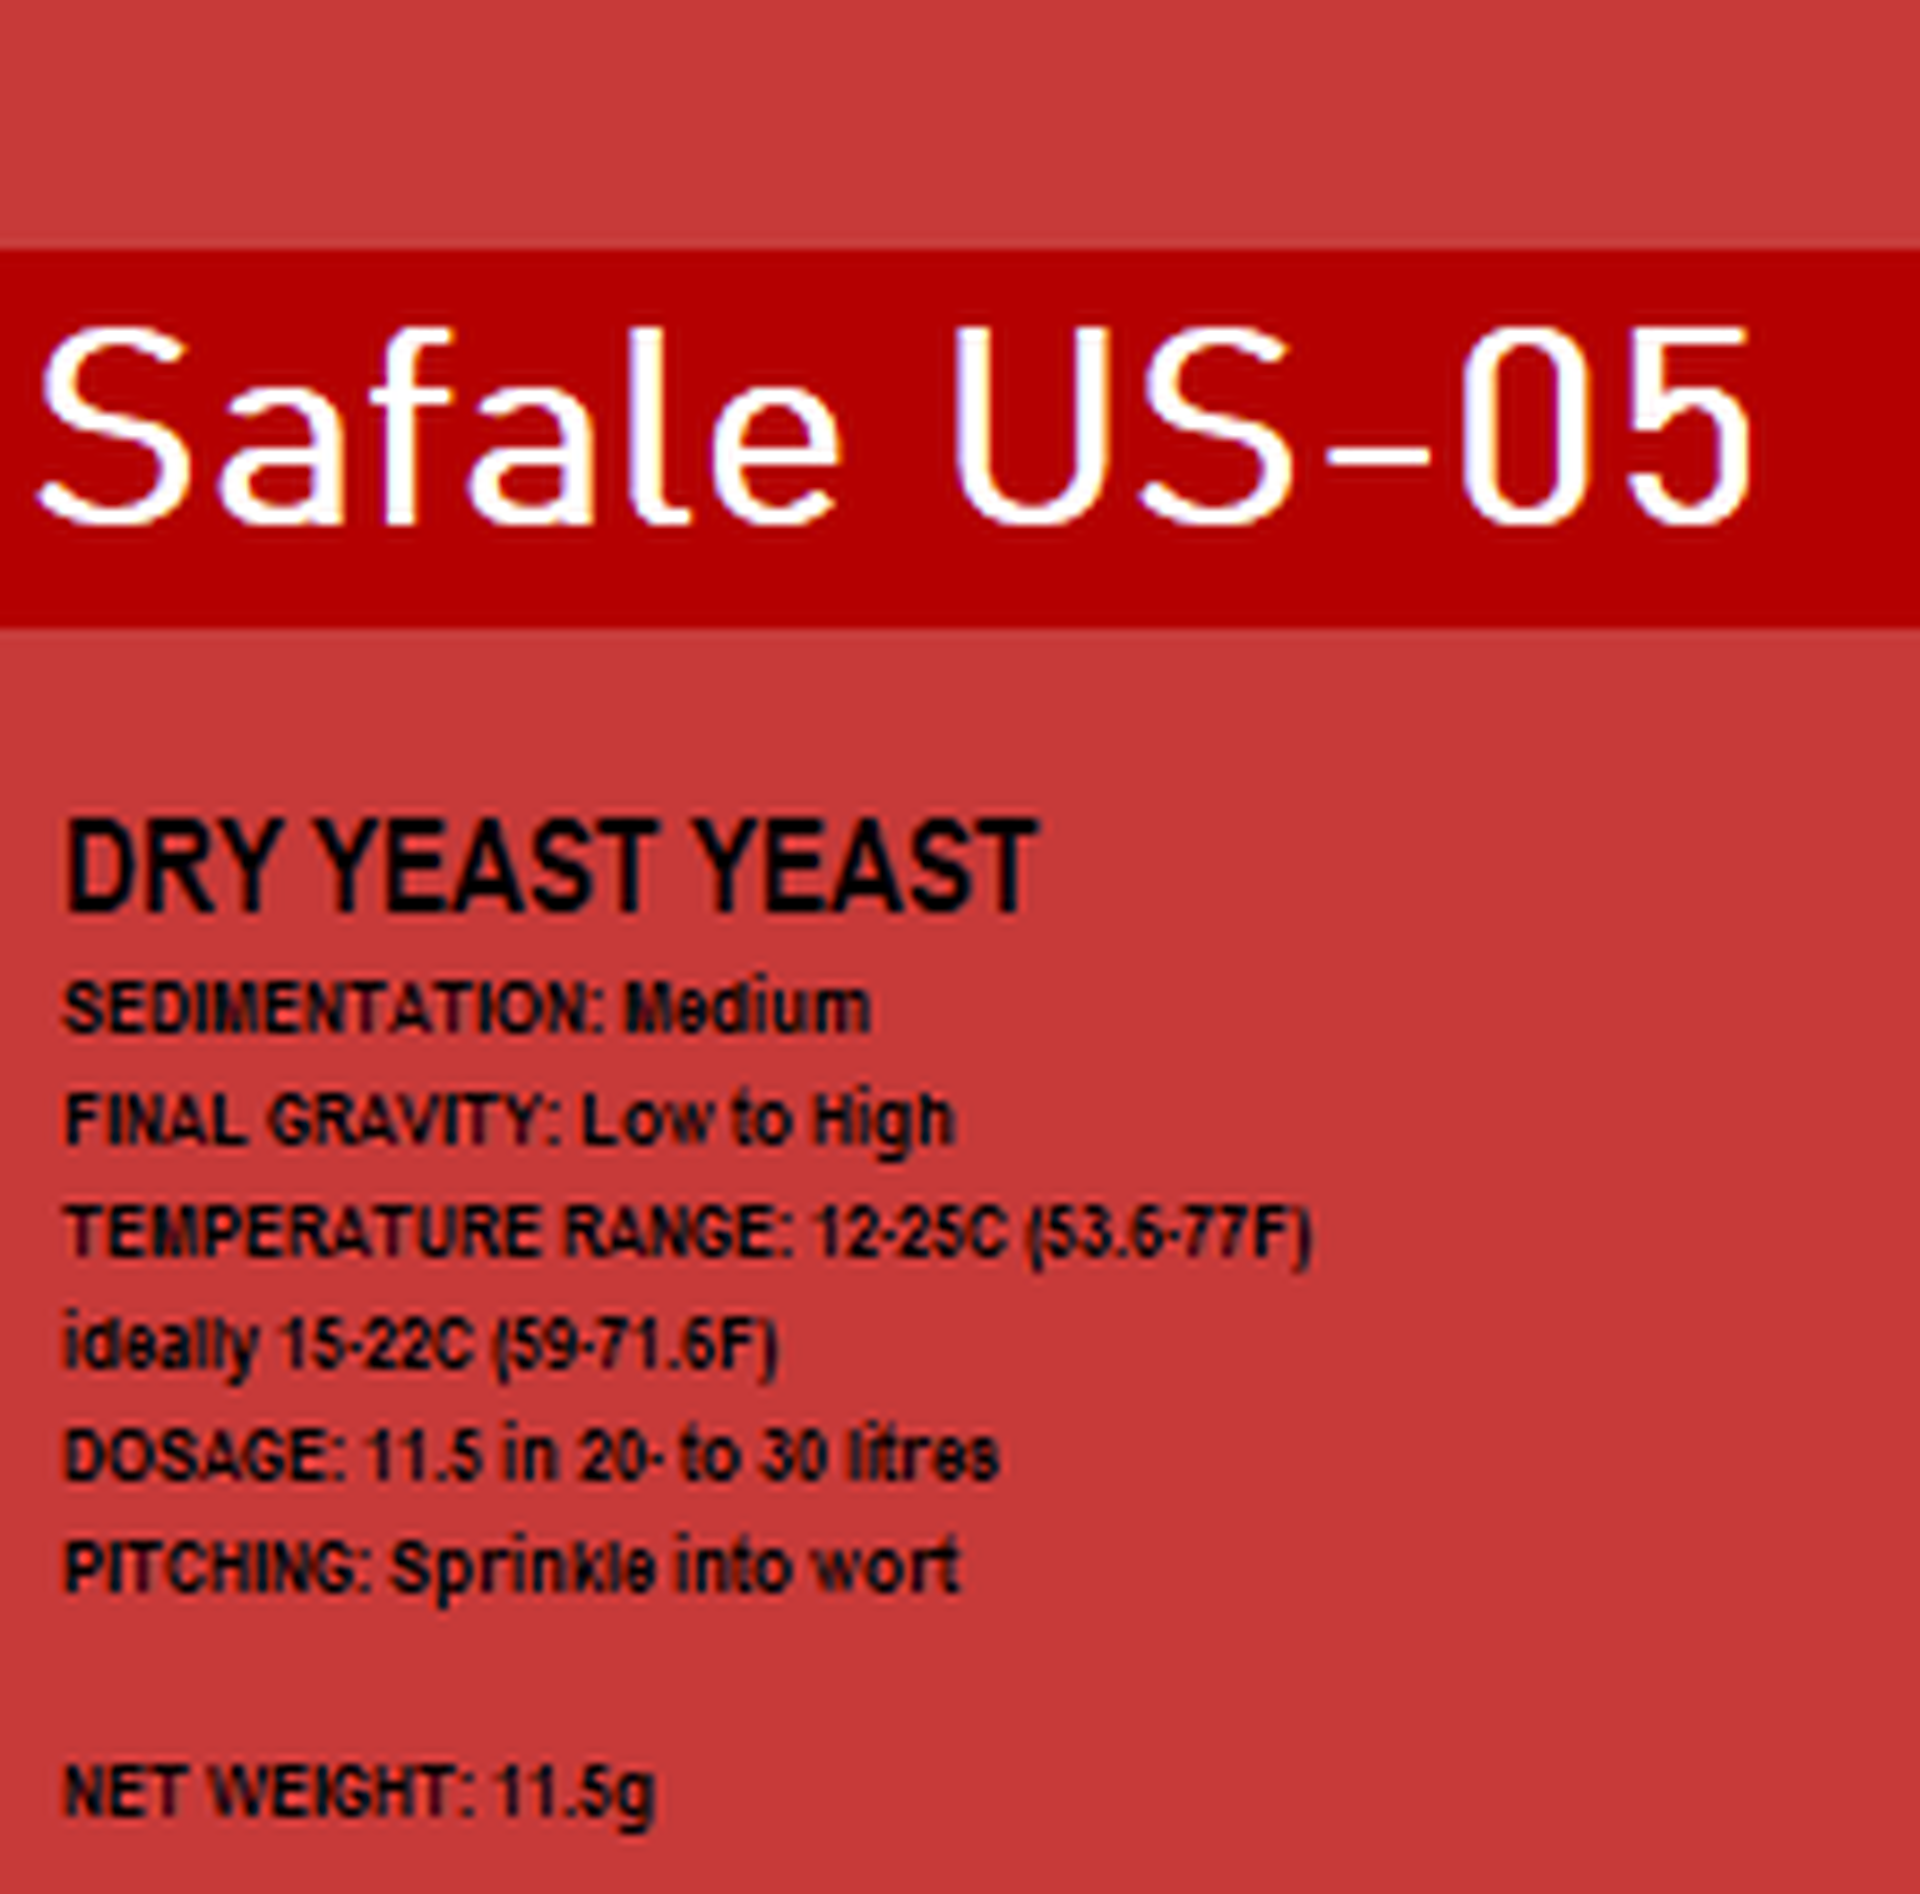 Safale US-05
DRY YEAST YEAST
SEDIMENTATION: Medium
FINAL GRAVITY: Low to High
TEMPERATURE RANGE: 12-25C (53.6-77F)
ideally 15-22C (59-71.6F)
DOSAGE: 11.5 in 20- to 30 litres
PITCHING: Sprinkle into wort
NET WEIGHT: 11.5g